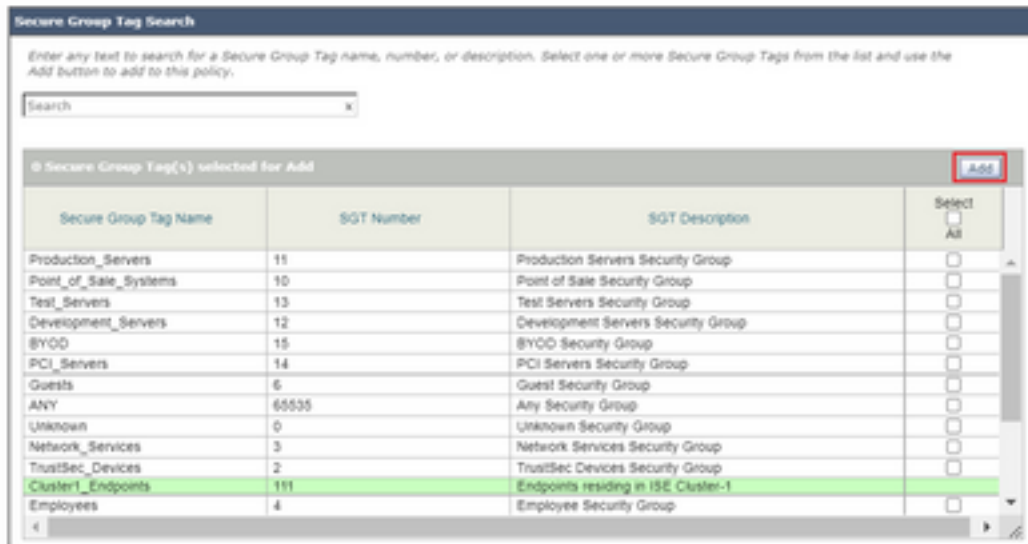 Secure Group Tag Search
Enter any text to search for a Secure Group Tag name, number, or description. Select one or more Secure Group Tags from the list and use the
Add button to add to this policy.
Search x
0 Secure Group Tag(s) selected for Add Add
Secure Group Tag Name SGT Number SGT Description Select All
Production_Servers 11 Production Servers Security Group
Point_of_Sale_Systems 10 Point of Sale Security Group
Test_Servers 13 Test Servers Security Group
Development_Servers 12 Development Servers Security Group
BYOD 15 BYOD Security Group
PCI_Servers 14 PCI Servers Security Group
Guests 6 Guest Security Group
ANY 65535 Any Security Group
Unknown 0 Unknown Security Group
Network_Services 3 Network Services Security Group
TrustSec_Devices 2 TrustSec Devices Security Group
Cluster1_Endpoints 111 Endpoints residing in ISE Cluster-1
Employees 4 Employee Security Group